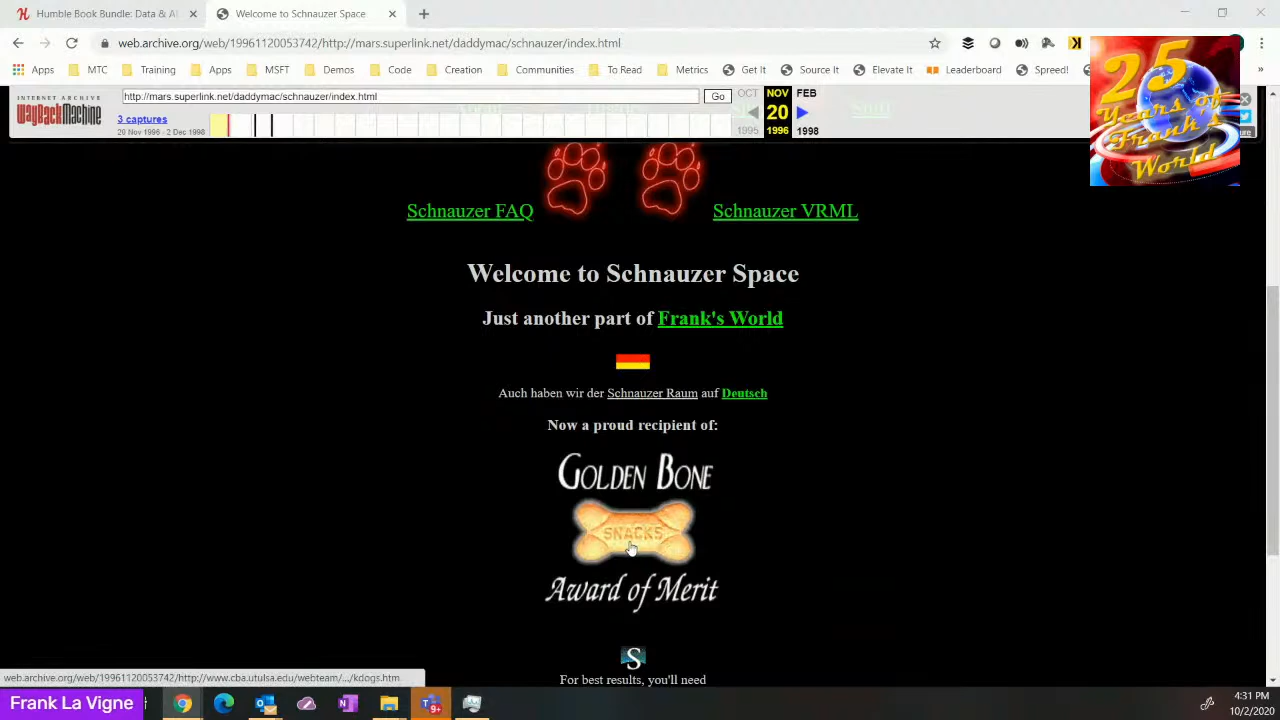 Humble Book Bundle: Data & Al
Welcome to Schnauzer Space
web.archive.org/web/19961120053742/http://mars.superlink.net/daddymac/schnauzer/index.html
Apps
MTC
Training
Apps
MSFT
Demos
Code
Creation
Communities
To Read
Metrics
Get It
Source It
Elevate It
Leaderboard
Spreed!
INTERNET ARCHIVE
WayBackMachine
http://mars.superlink.net/daddymac/schnauzer/index.html
Go
OCT NOV FEB
3 captures
20
20 Nov 1996 - 2 Dec 1998
1995 1996 1998
Stuff
25
Years of
Frank's
World
Schnauzer FAQ
Schnauzer VRML
Welcome to Schnauzer Space
Just another part of Frank's World
Auch haben wir der Schnauzer Raum auf Deutsch
Now a proud recipient of:
GOLDEN BONE
SNACKS
Award of Merit
S
For best results, you'll need
web.archive.org/web/19961120053742/http://www.cba.utulsa.edu/webteam/.../kdogs.htm
Frank La Vigne
4:31 PM
10/2/2020